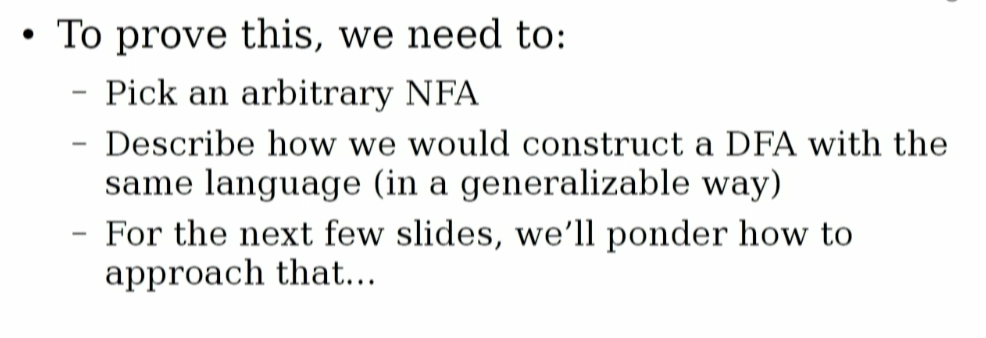 • To prove this, we need to:
– Pick an arbitrary NFA
– Describe how we would construct a DFA with the
same language (in a generalizable way)
– For the next few slides, we’ll ponder how to
approach that…